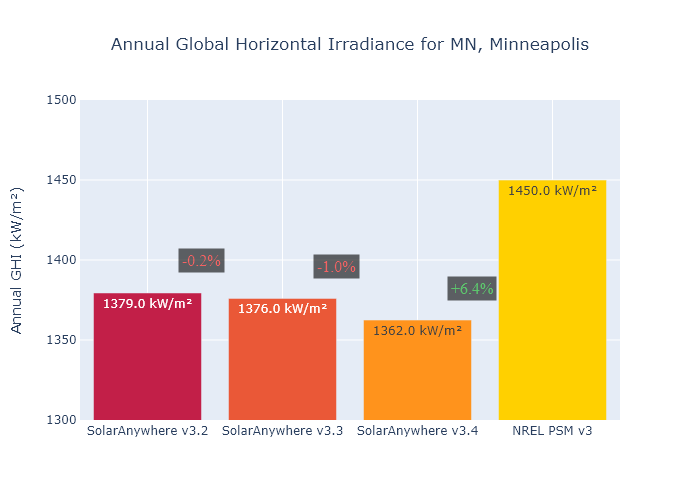 Annual Global Horizontal Irradiance for MN, Minneapolis
Annual GHI (kW/m²)
1500
1450
1400
1350
1300
-0.2%
-1.0%
+6.4%
1379.0 kW/m²
1376.0 kW/m²
1362.0 kW/m²
1450.0 kW/m²
SolarAnywhere v3.2
SolarAnywhere v3.3
SolarAnywhere v3.4
NREL PSM v3